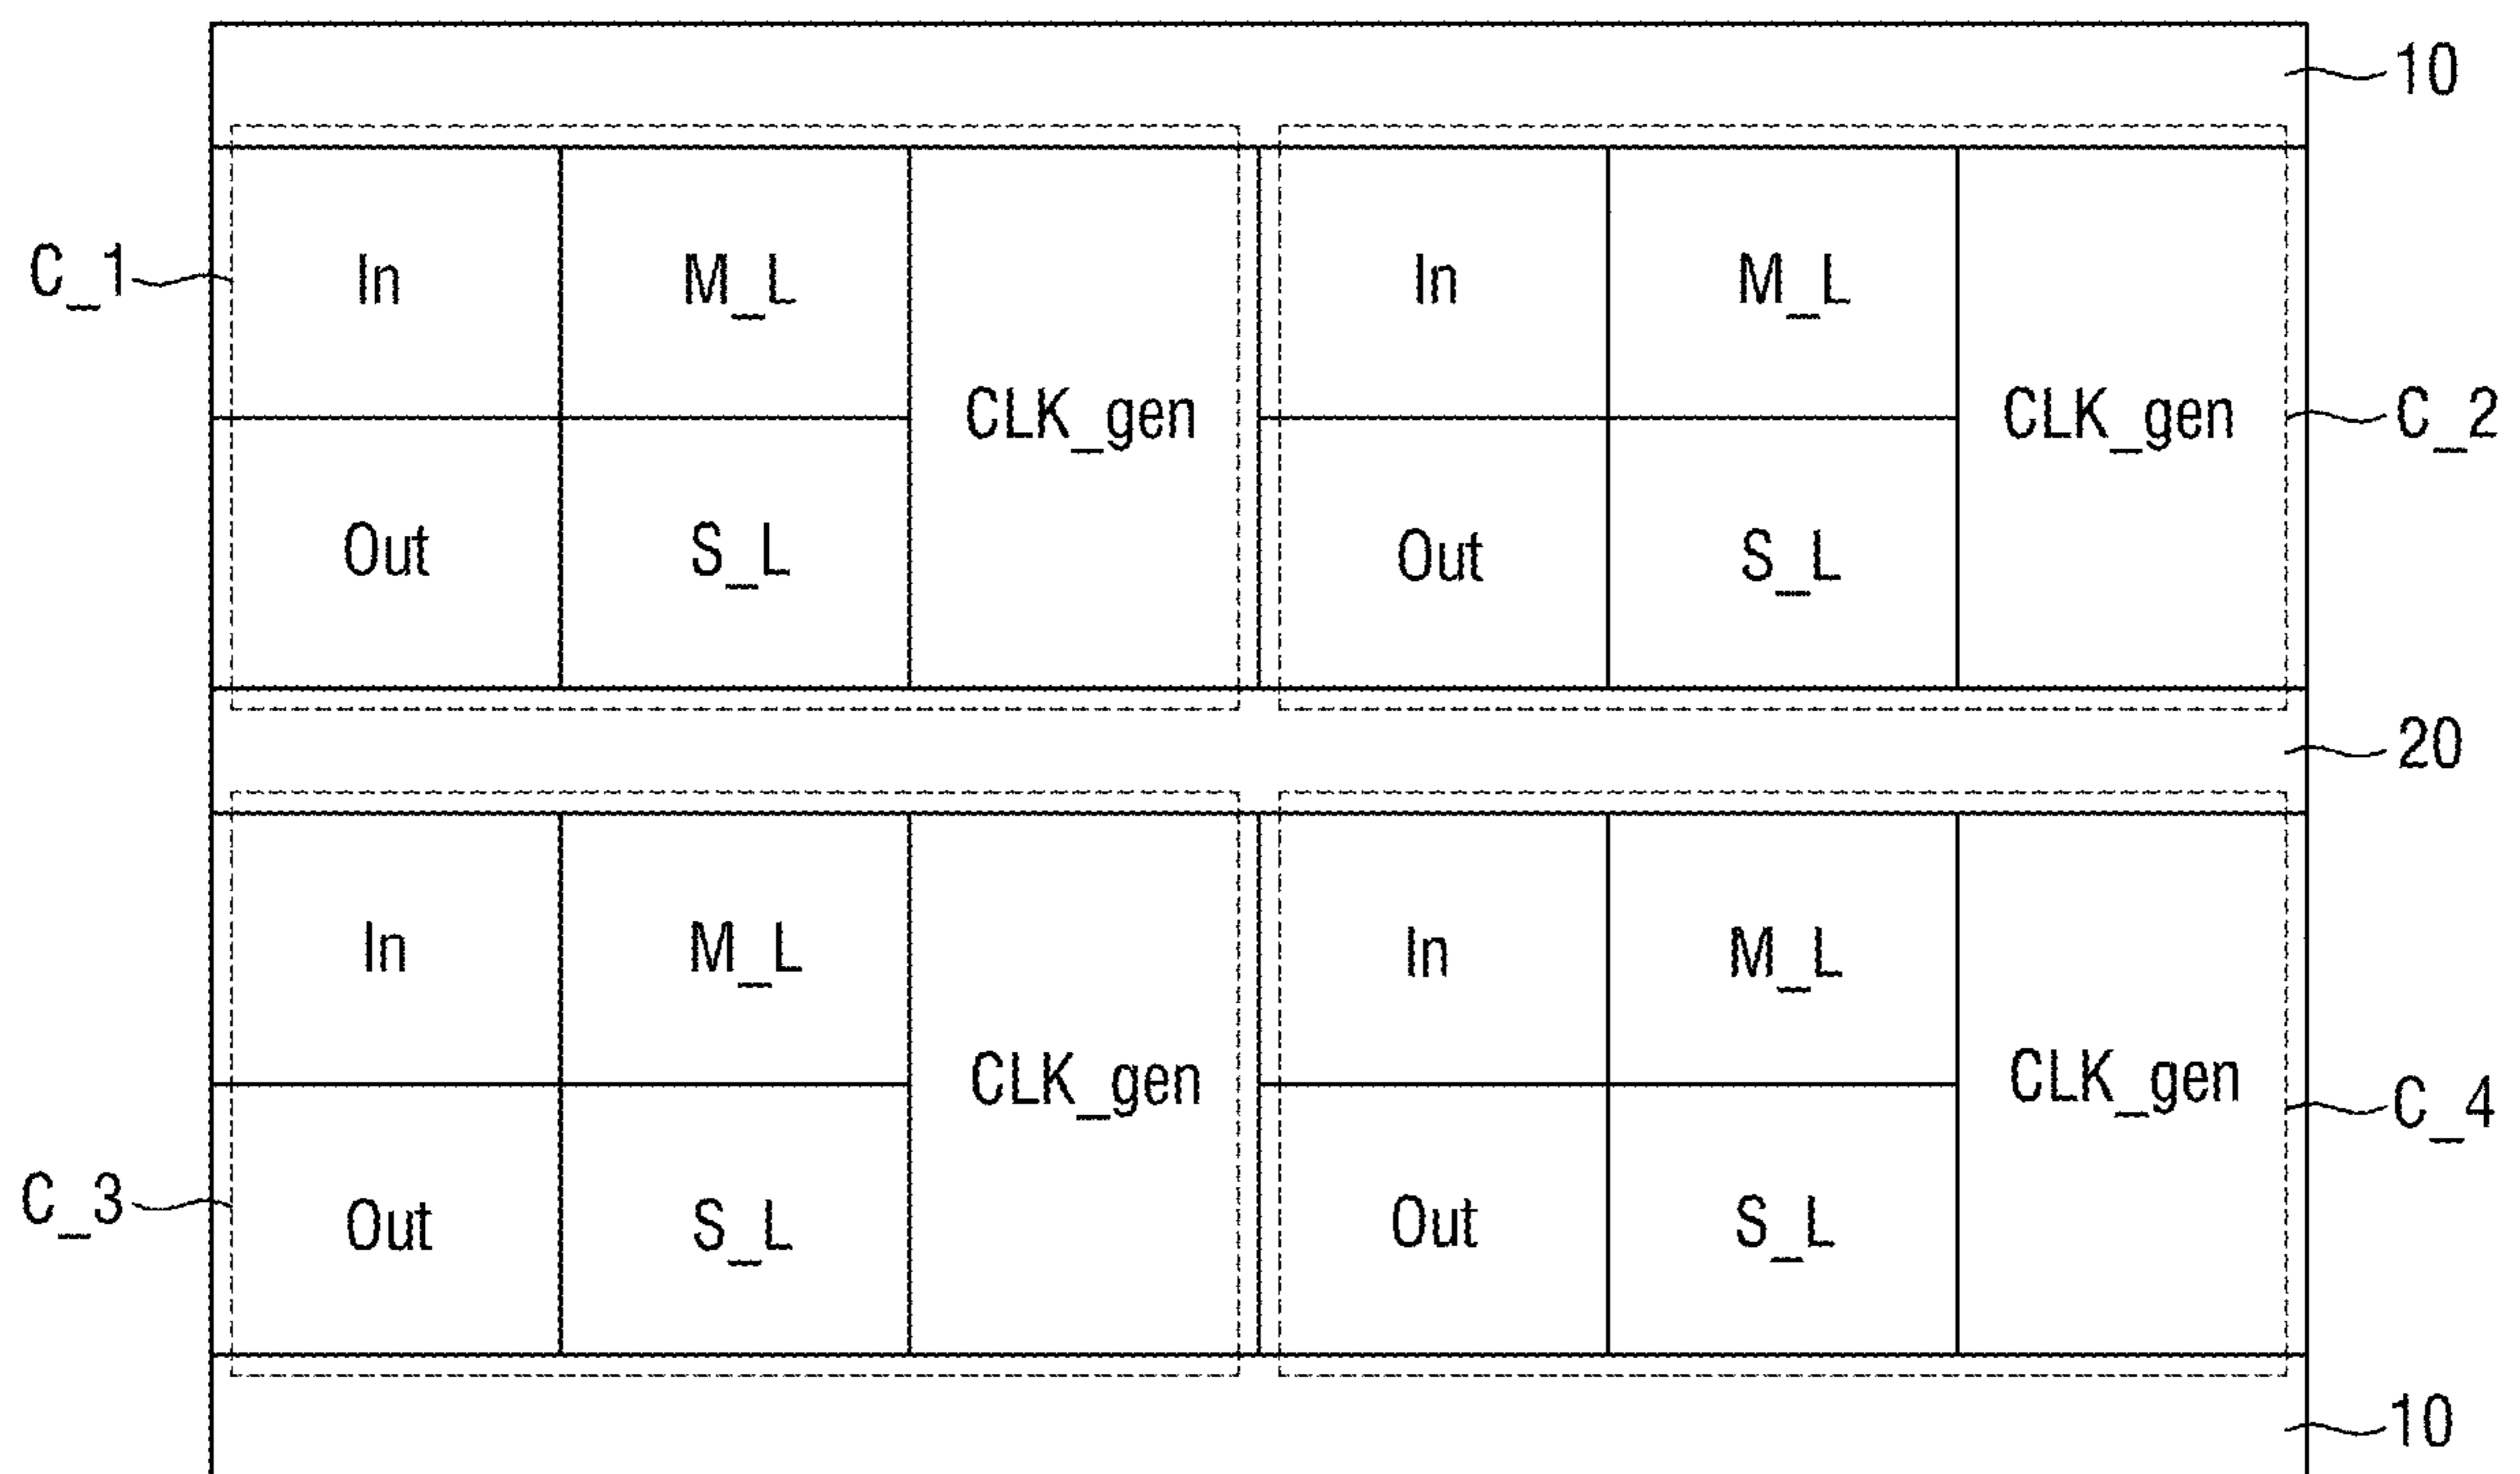 10
C_1
In
M_L
CLK_gen
Out
S_L
In
M_L
CLK_gen
Out
S_L
C_2
20
In
M_L
CLK_gen
Out
S_L
C_3
In
M_L
CLK_gen
Out
S_L
C_4
10